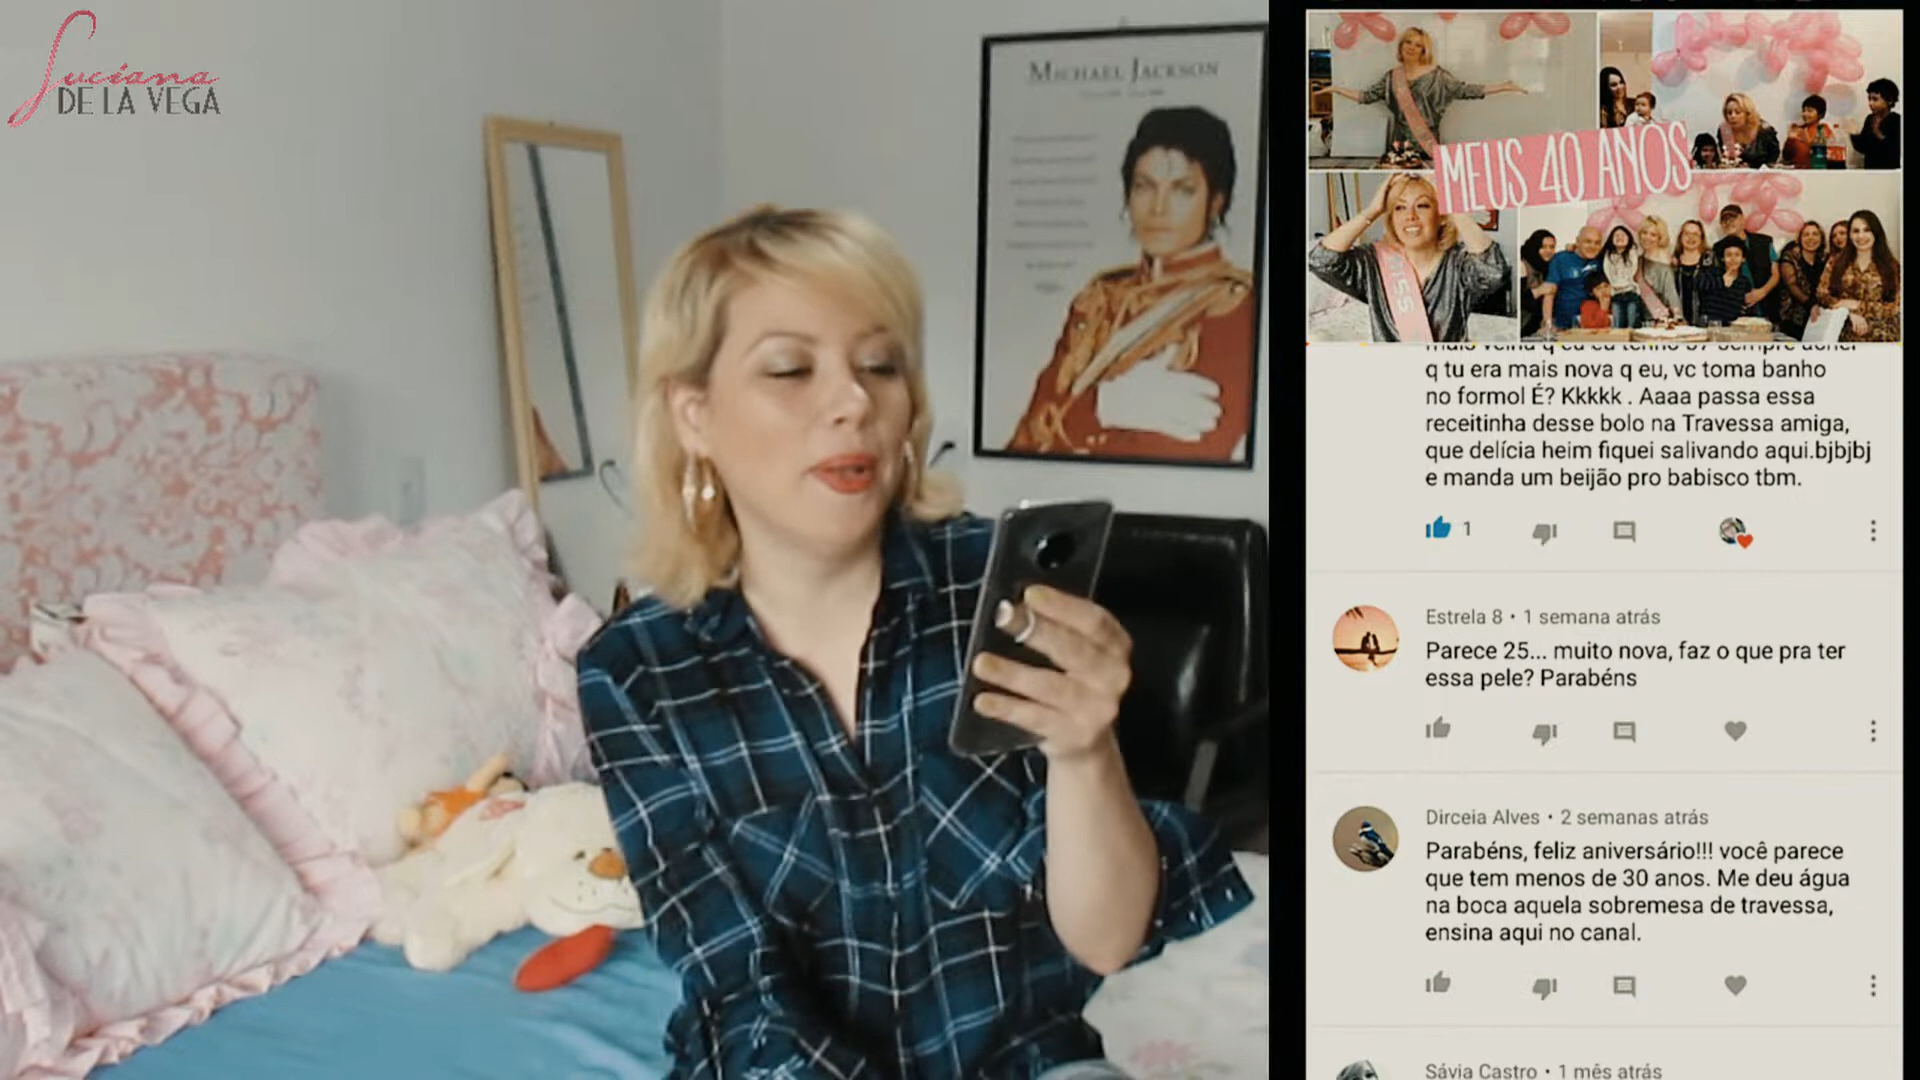 Luciana
DE LA VEGA
MICHAEL JACKSON
MEUS 40 ANOS
MISS
q tu era mais nova q eu, vc toma banho
no formol É? Kkkkk . Aaaa passa essa
receitinha desse bolo na Travessa amiga,
que delícia heim fiquei salivando aqui.bjbjbj
e manda um beijão pro babisco tbm.
1
Estrela 8 • 1 semana atrás
Parece 25... muito nova, faz o que pra ter
essa pele? Parabéns
Dirceia Alves • 2 semanas atrás
Parabéns, feliz aniversário!!! você parece
que tem menos de 30 anos. Me deu água
na boca aquela sobremesa de travessa,
ensina aqui no canal.
Sávia Castro • 1 mês atrás